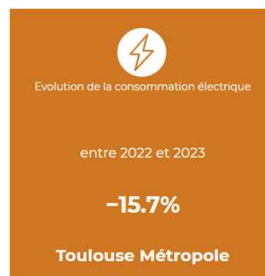 Evolution de la consommation électrique
entre 2022 et 2023
−15.7%
Toulouse Métropole